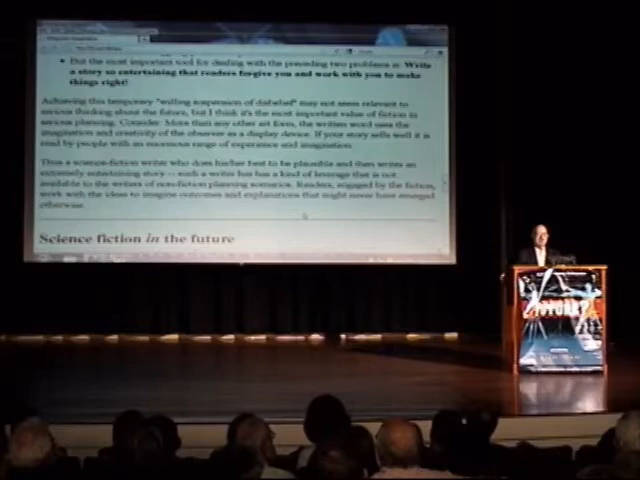 • But the most important tool for dealing with the preceding two problems is: Write
a story so entertaining that readers forgive you and work with you to make
things right!
Achieving this temporary "willing suspension of disbelief" may not seem relevant to
serious thinking about the future, but I think it's the most important value of fiction in
serious planning. Consider: More than any other art form, the written word uses the
imagination and creativity of the observer as a display device. If your story sells well it is
read by people with an enormous range of experience and imagination.
Thus a science-fiction writer who does his/her best to be plausible and then writes an
extremely entertaining story -- such a writer has a kind of leverage that is not
available to the writers of non-fiction planning scenarios. Readers, engaged by the fiction,
work with the ideas to imagine outcomes and explanations that might never have emerged
otherwise.
Science fiction in the future
FUTURE